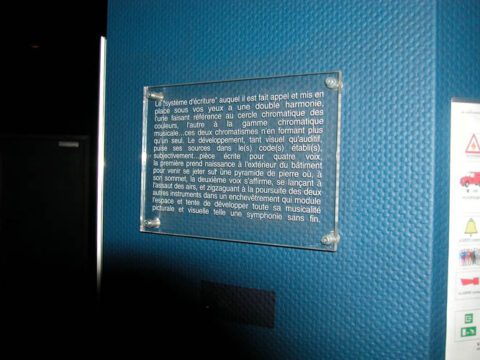 Le "système d'écriture" auquel il est fait appel et mis en
place sous vos yeux a une double harmonie,
l'une faisant référence au cercle chromatique des
couleurs, l'autre à la gamme chromatique
musicale...ces deux chromatismes n'en formant plus
qu'un seul. Le développement, tant visuel qu'auditif,
puise ses sources dans le(s) code(s) établi(s),
subjectivement...pièce écrite pour quatre voix,
la première prend naissance à l'extérieur du bâtiment
pour venir se jeter sur une pyramide de pierre où, à
son sommet, la deuxième voix s'affirme, se lançant à
l'assaut des airs, et zigzaguant à la poursuite des deux
autres instruments dans un enchevêtrement qui module
l'espace et tente de développer toute sa musicalité
picturale et visuelle telle une symphonie sans fin.